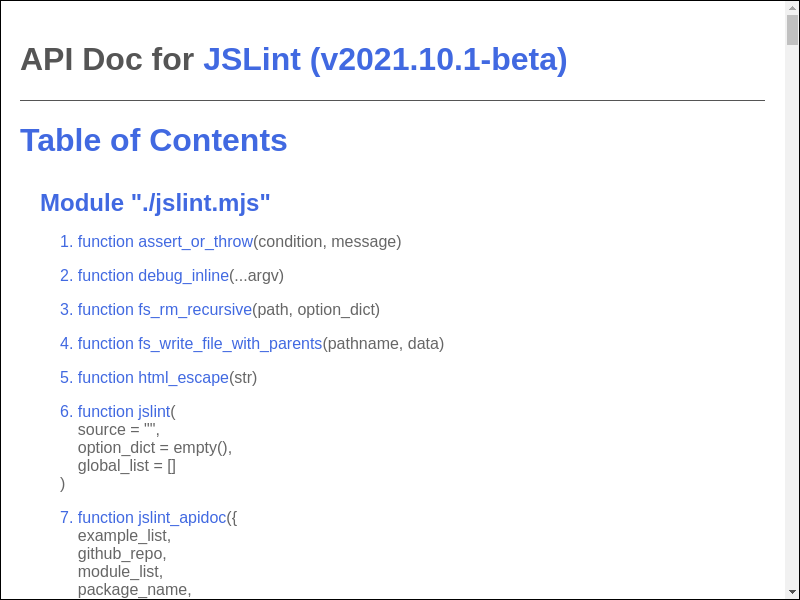 API Doc for JSLint (v2021.10.1-beta)
Table of Contents
Module "./jslint.mjs"
1. function assert_or_throw(condition, message)
2. function debug_inline(...argv)
3. function fs_rm_recursive(path, option_dict)
4. function fs_write_file_with_parents(pathname, data)
5. function html_escape(str)
6. function jslint(
source = "",
option_dict = empty(),
global_list = []
)
7. function jslint_apidoc({
example_list,
github_repo,
module_list,
package_name,